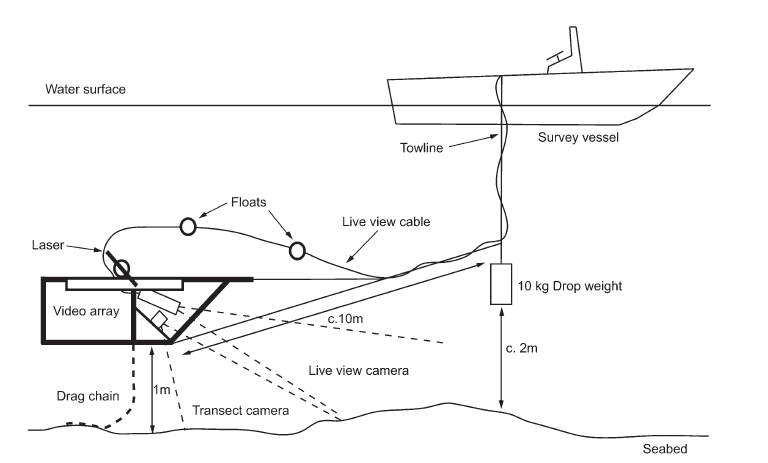 Water surface
Survey vessel
Towline
Floats
Live view cable
Laser
10 kg Drop weight
Video array
c.10m
c. 2m
Live view camera
1m
Drag chain
Transect camera
Seabed